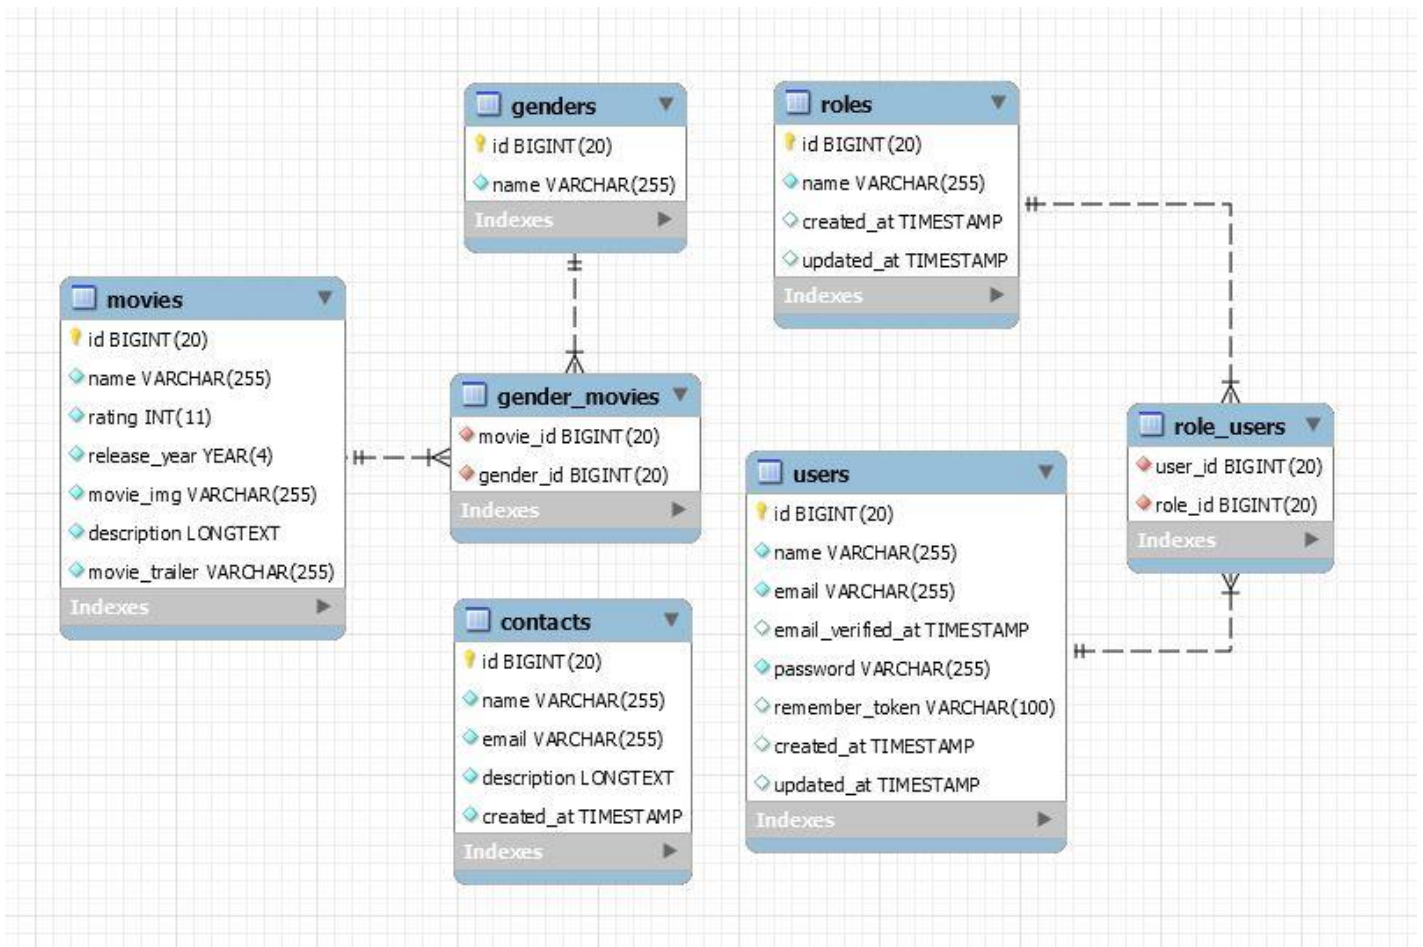 genders
id BIGINT(20)
name VARCHAR(255)
Indexes
roles
id BIGINT(20)
name VARCHAR(255)
created_at TIMESTAMP
updated_at TIMESTAMP
Indexes
movies
id BIGINT(20)
name VARCHAR(255)
rating INT(11)
release_year YEAR(4)
movie_img VARCHAR(255)
description LONGTEXT
movie_trailer VARCHAR(255)
Indexes
gender_movies
movie_id BIGINT(20)
gender_id BIGINT(20)
Indexes
role_users
user_id BIGINT(20)
role_id BIGINT(20)
Indexes
users
id BIGINT(20)
name VARCHAR(255)
email VARCHAR(255)
email_verified_at TIMESTAMP
password VARCHAR(255)
remember_token VARCHAR(100)
created_at TIMESTAMP
updated_at TIMESTAMP
Indexes
contacts
id BIGINT(20)
name VARCHAR(255)
email VARCHAR(255)
description LONGTEXT
created_at TIMESTAMP
Indexes